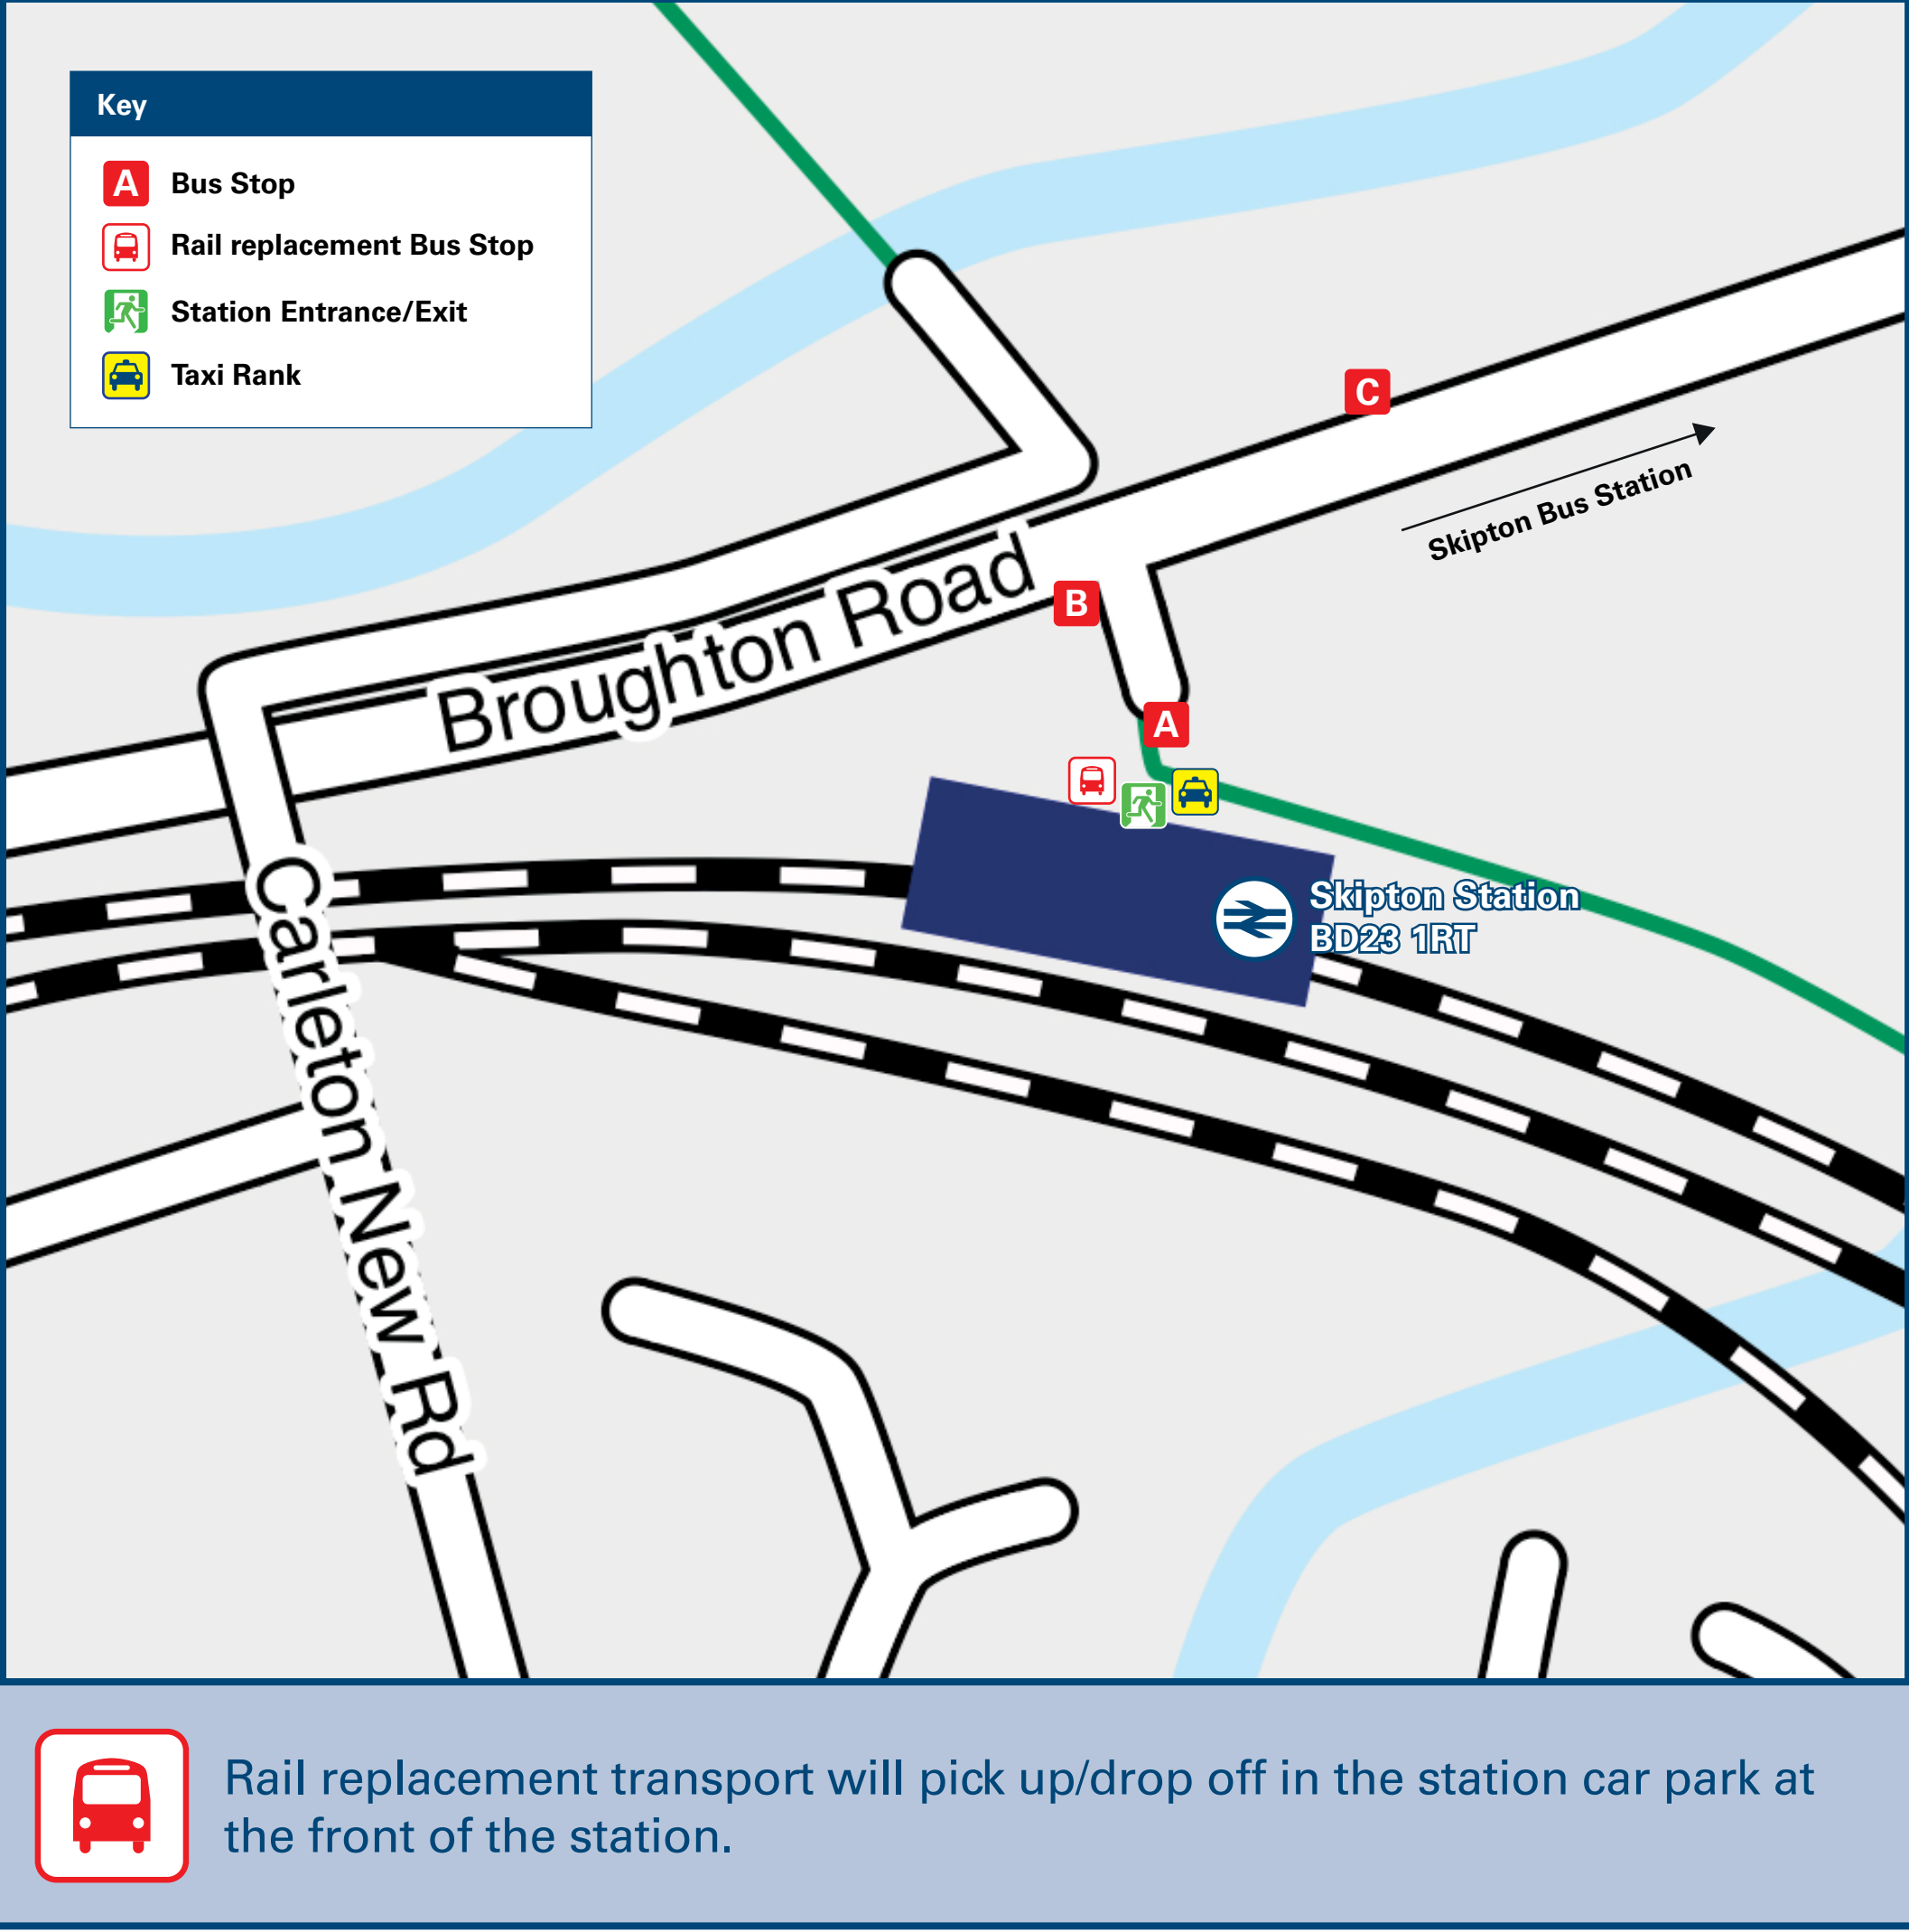 Key
A Bus Stop
Rail replacement Bus Stop
Station Entrance/Exit
Taxi Rank
C
Skipton Bus Station
Broughton Road
B
A
Skipton Station
BD23 1RT
Carleton New Rd
Rail replacement transport will pick up/drop off in the station car park at
the front of the station.